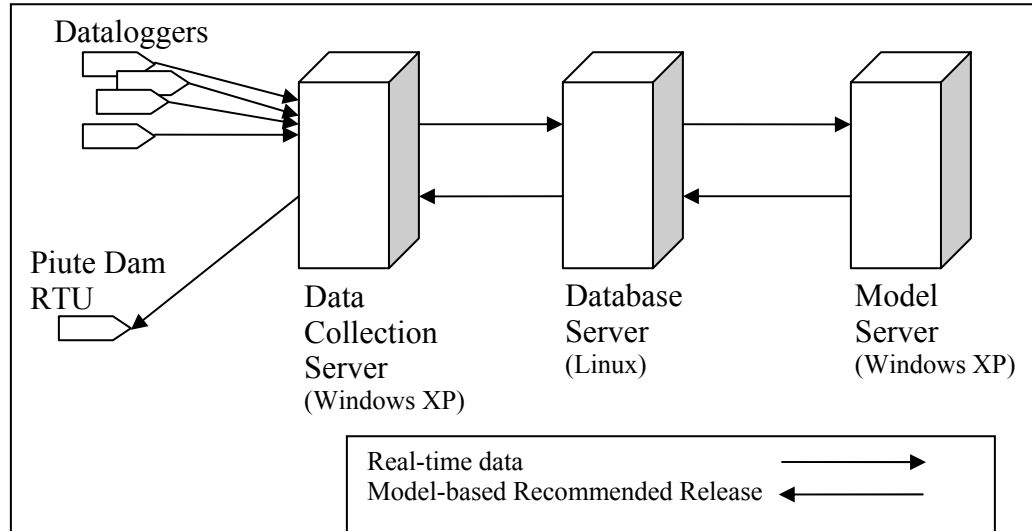 Dataloggers
Piute Dam
RTU
Data
Collection
Server
(Windows XP)
Database
Server
(Linux)
Model
Server
(Windows XP)
Real-time data
Model-based Recommended Release